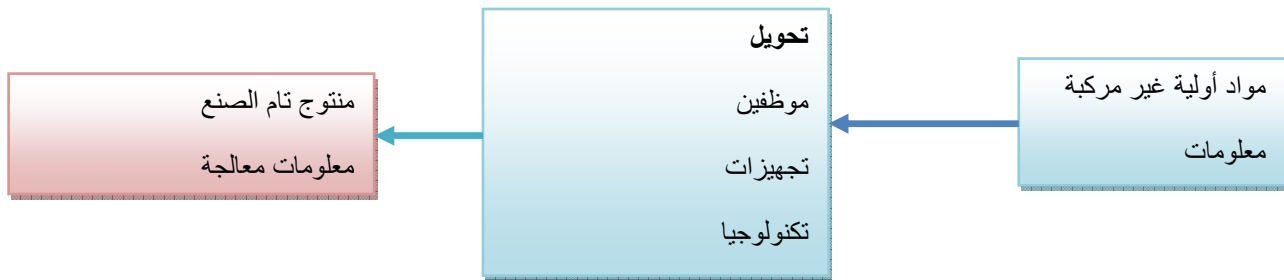 مواد أولية غير مركبة
معلومات
تحويل
موظفين
تجهيزات
تكنولوجيا
منتوج تام الصنع
معلومات معالجة